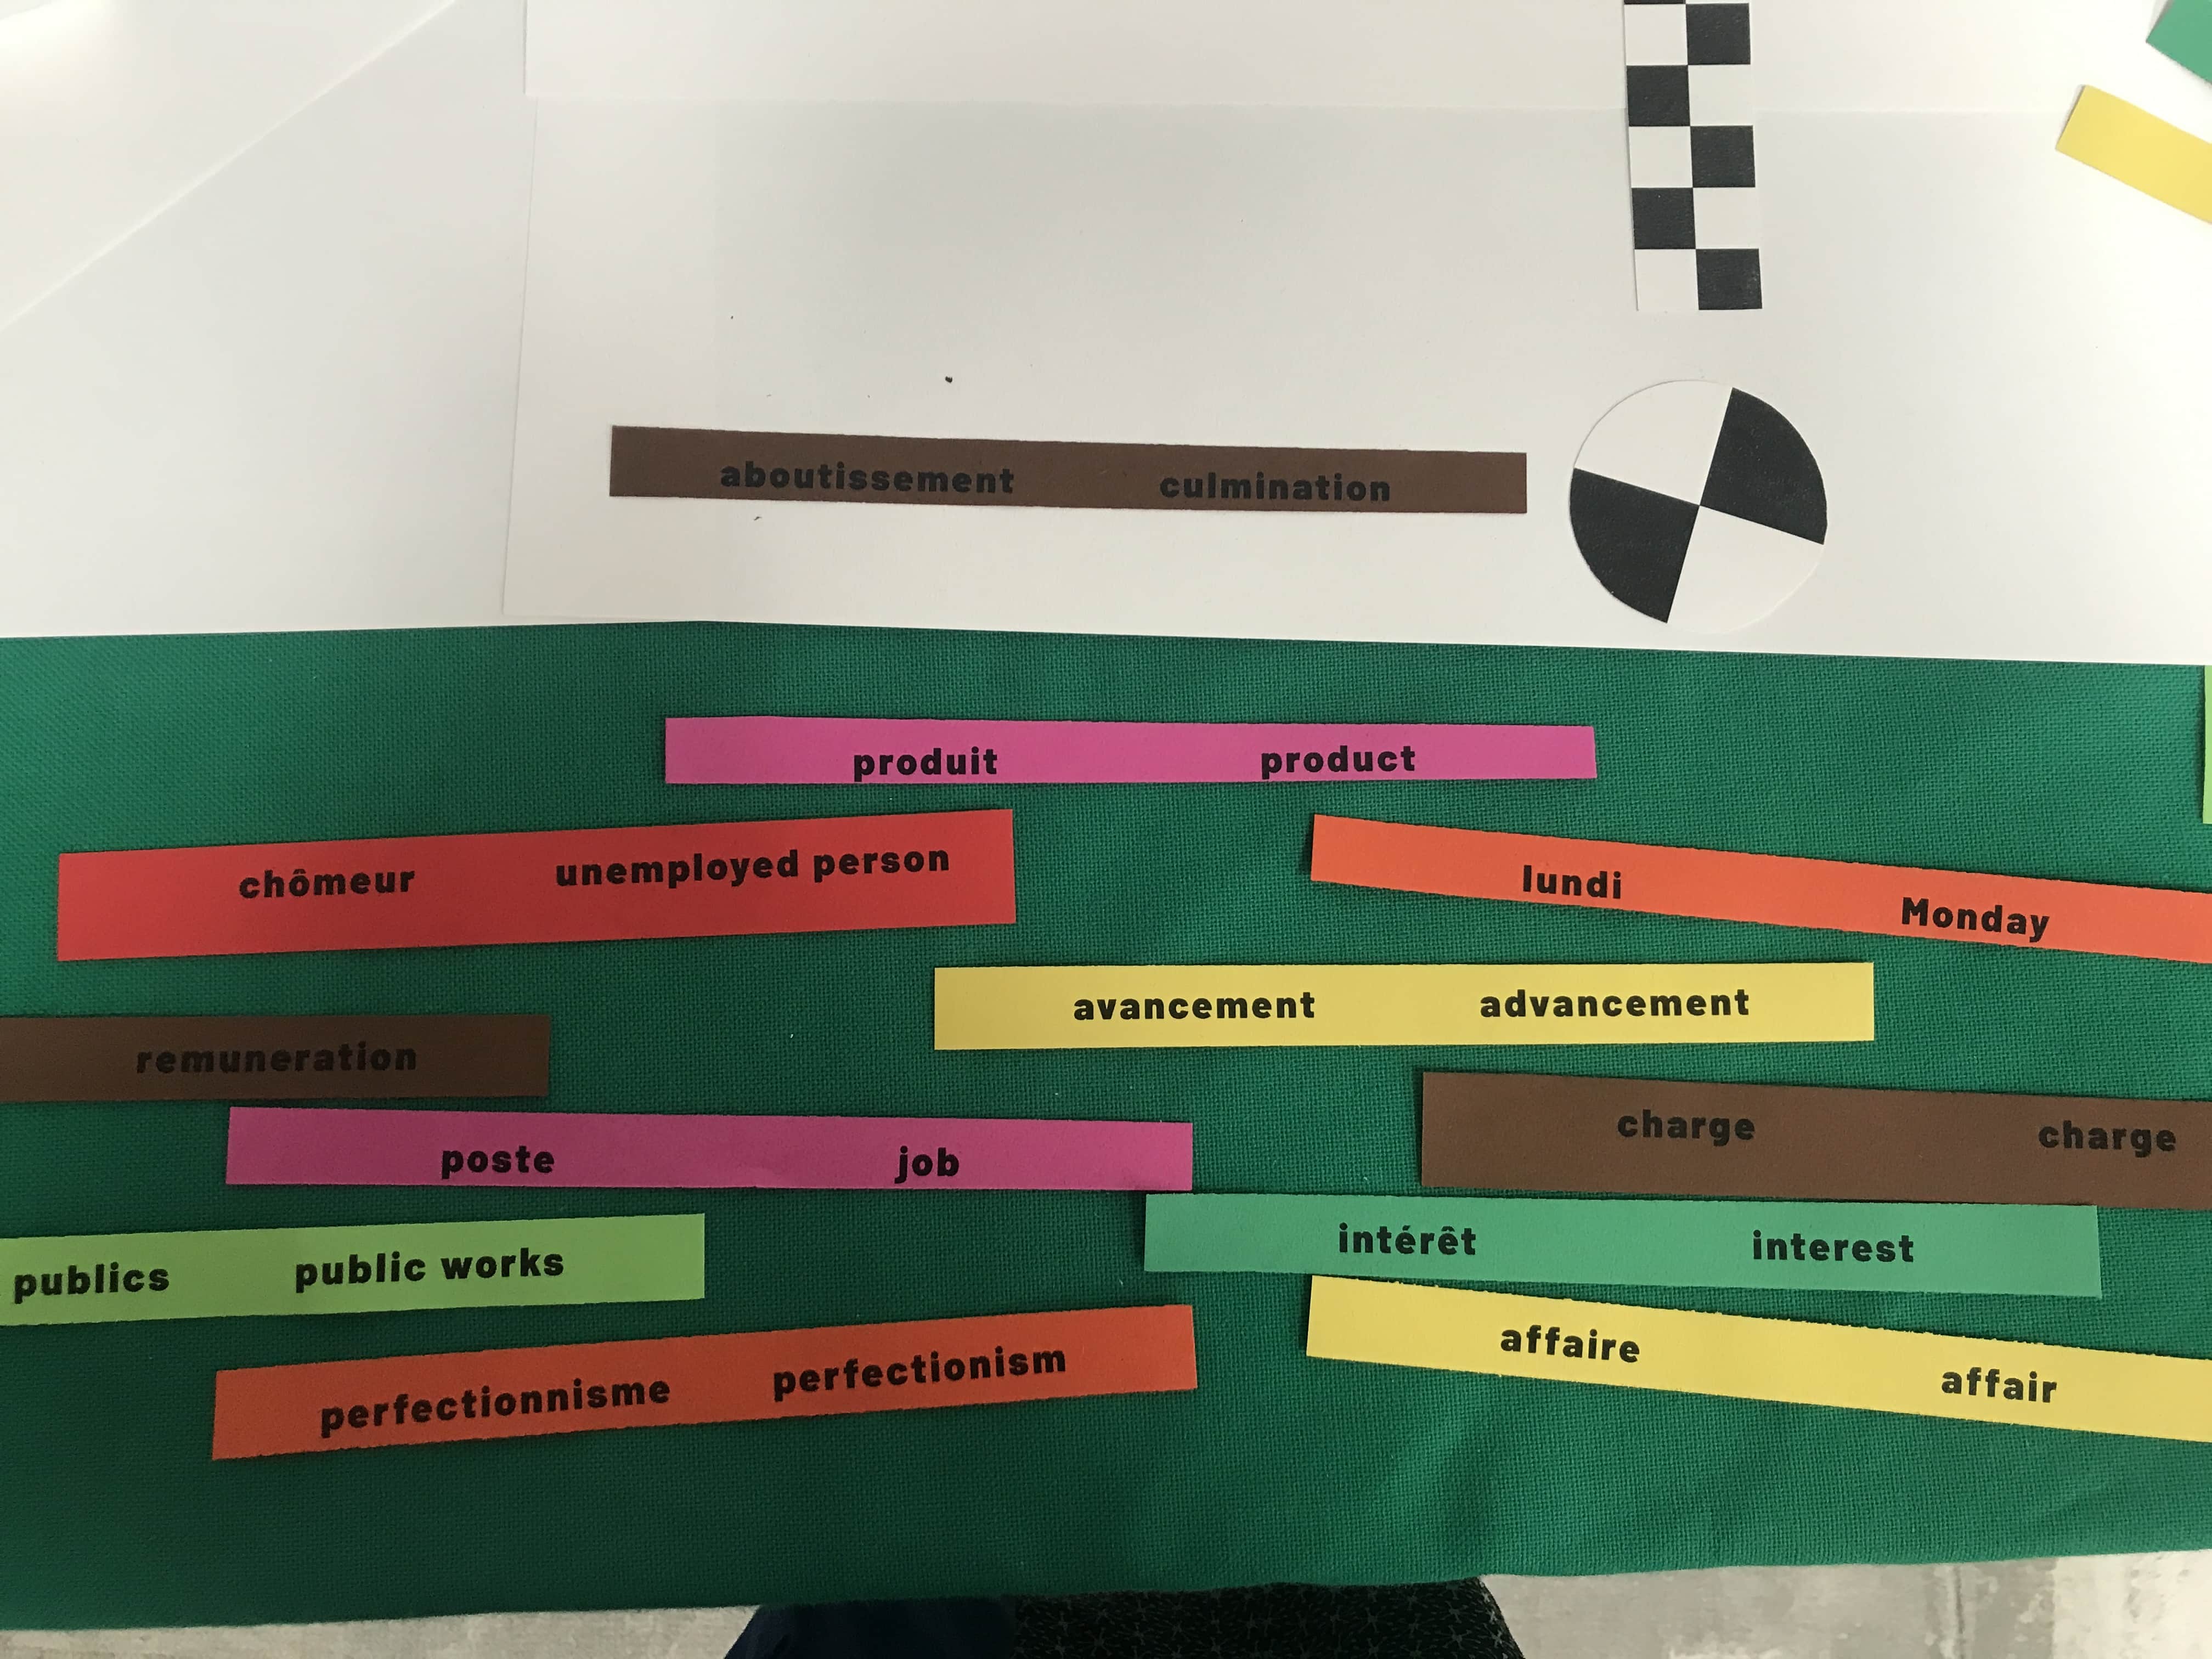 aboutissement culmination
produit product
chômeur unemployed person
lundi Monday
avancement advancement
remuneration
poste job
charge charge
publics public works
intérêt interest
perfectionnisme perfectionism
affaire affair